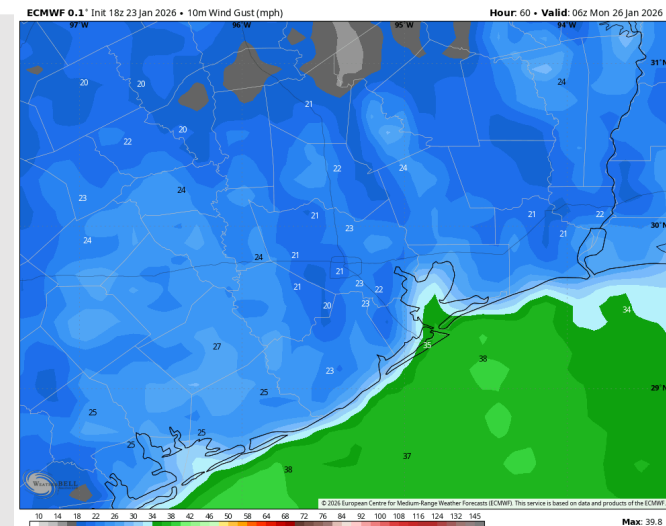 ECMWF 0.1° Init 18z 23 Jan 2026 • 10m Wind Gust (mph)
Hour: 60 • Valid: 06z Mon 26 Jan 2026
97°W 96°W 95°W 94°W
31°N
20 20 24
21
20
22
22 24
24
23
21 21 22
23 30°N
24 21
24 21
21
21 23 22
20 23
34
35
27 38
23
25 29°N
25
25
25
37
38
WeatherBELL
© 2026 European Centre for Medium-Range Weather Forecasts (ECMWF). This service is based on data and products of the ECMWF
10 14 18 22 26 30 34 38 42 46 50 54 58 64 68 72 76 84 92 100 108 116 124 132 145
Max: 39.8